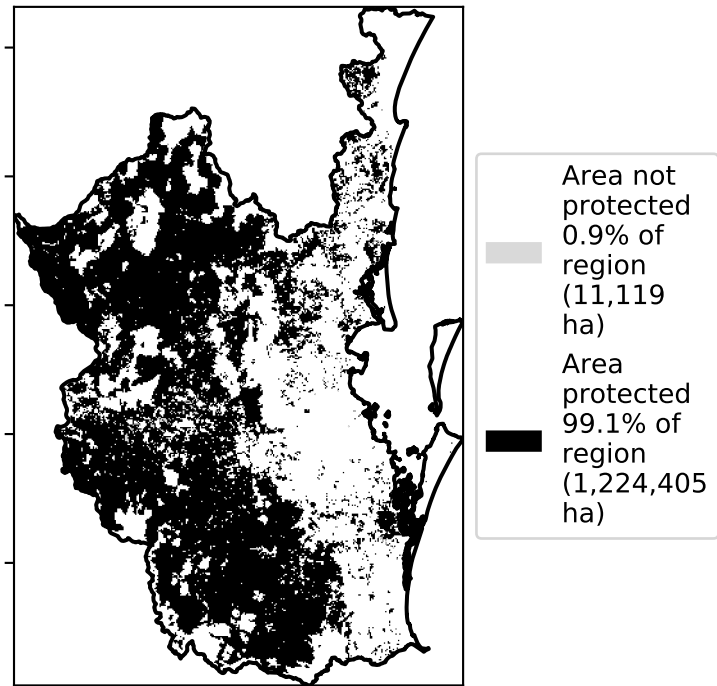 Area not
protected
0.9% of
region
(11,119
ha)
Area
protected
99.1% of
region
(1,224,405
ha)